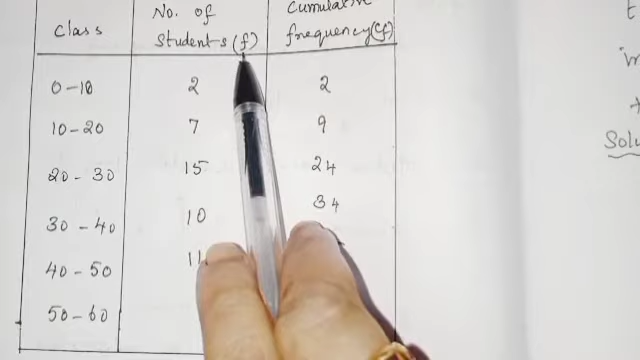 Class No. of Students (f) Cumulative frequency (Cf)
0-10 2 2
10-20 7 9
20-30 15 24
30-40 10 34
40-50
50-60
Solu